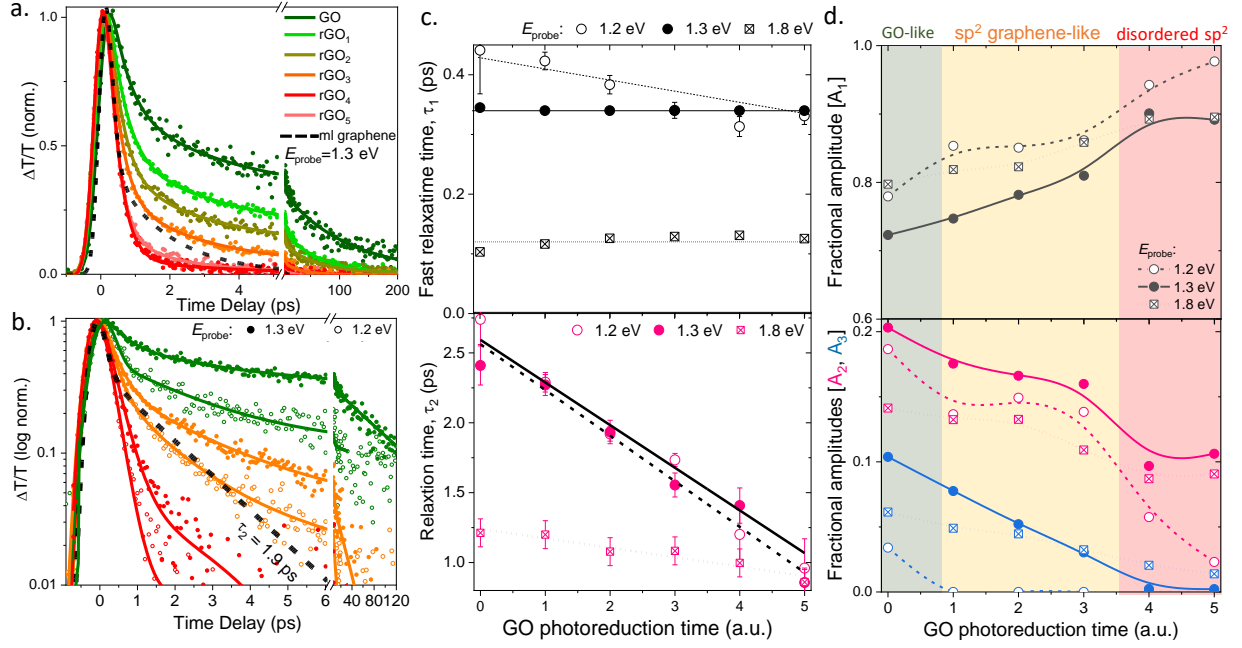 a.
ΔT/T (norm.)
1.0
0.5
0.0
GO
rGO₁
rGO₂
rGO₃
rGO₄
rGO₅
ml graphene
Eprobe=1.3 eV
0 2 4 100 200
Time Delay (ps)
b.
ΔT/T (log norm.)
Eprobe: 1.3 eV 1.2 eV
1
0.1
0.01
τ₂ = 1.9 ps
0 1 2 3 4 5 6 40 80 120
Time Delay (ps)
c.
Eprobe: 1.2 eV 1.3 eV 1.8 eV
Fast relaxatime time, τ₁ (ps)
0.4
0.2
0.0
1.2 eV 1.3 eV 1.8 eV
Relaxation time, τ₂ (ps)
2.5
2.0
1.5
1.0
0 1 2 3 4 5
GO photoreduction time (a.u.)
d.
GO-like sp² graphene-like disordered sp²
Fractional amplitude [A₁]
1.0
0.8
0.6
Eprobe:
1.2 eV
1.3 eV
1.8 eV
Fractional amplitudes [A₂, A₃]
0.2
0.1
0.0
0 1 2 3 4 5
GO photoreduction time (a.u.)